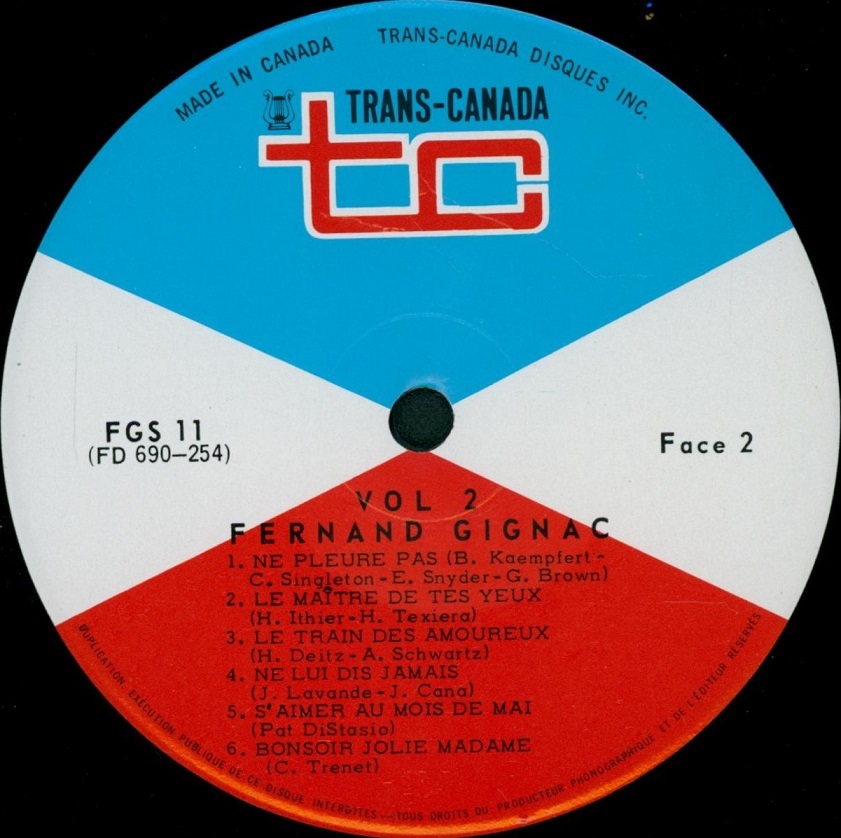 MADE IN CANADA
TRANS-CANADA DISQUES INC.
TRANS-CANADA
tc
FGS 11
(FD 690-254)
Face 2
VOL 2
FERNAND GIGNAC
1. NE PLEURE PAS (B. Kaempfert-
C. Singleton-E. Snyder-G. Brown)
2. LE MAÎTRE DE TES YEUX
(H. Ithier-H. Texiera)
3. LE TRAIN DES AMOUREUX
(H. Deitz-A. Schwartz)
4. NE LUI DIS JAMAIS
(J. Lavande-J. Cana)
5. S'AIMER AU MOIS DE MAI
(Pat DiStasio)
6. BONSOIR JOLIE MADAME
(C. Trenet)
DUPLICATION EXÉCUTION PUBLIQUE DE CE DISQUE INTERDITES — TOUS DROITS DU PRODUCTEUR PHONOGRAPHIQUE ET DE L'ÉDITEUR RÉSERVÉS